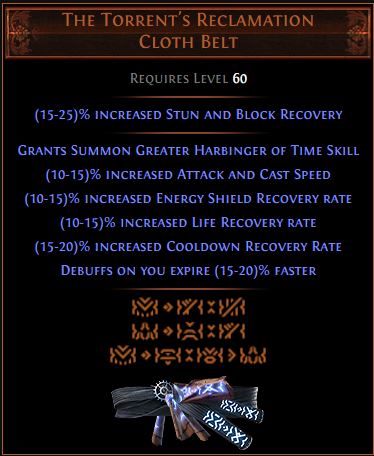 The Torrent's Reclamation
Cloth Belt
Requires Level 60
(15-25)% increased Stun and Block Recovery
Grants Summon Greater Harbinger of Time Skill
(10-15)% increased Attack and Cast Speed
(10-15)% increased Energy Shield Recovery rate
(10-15)% increased Life Recovery rate
(15-20)% increased Cooldown Recovery Rate
Debuffs on you expire (15-20)% faster